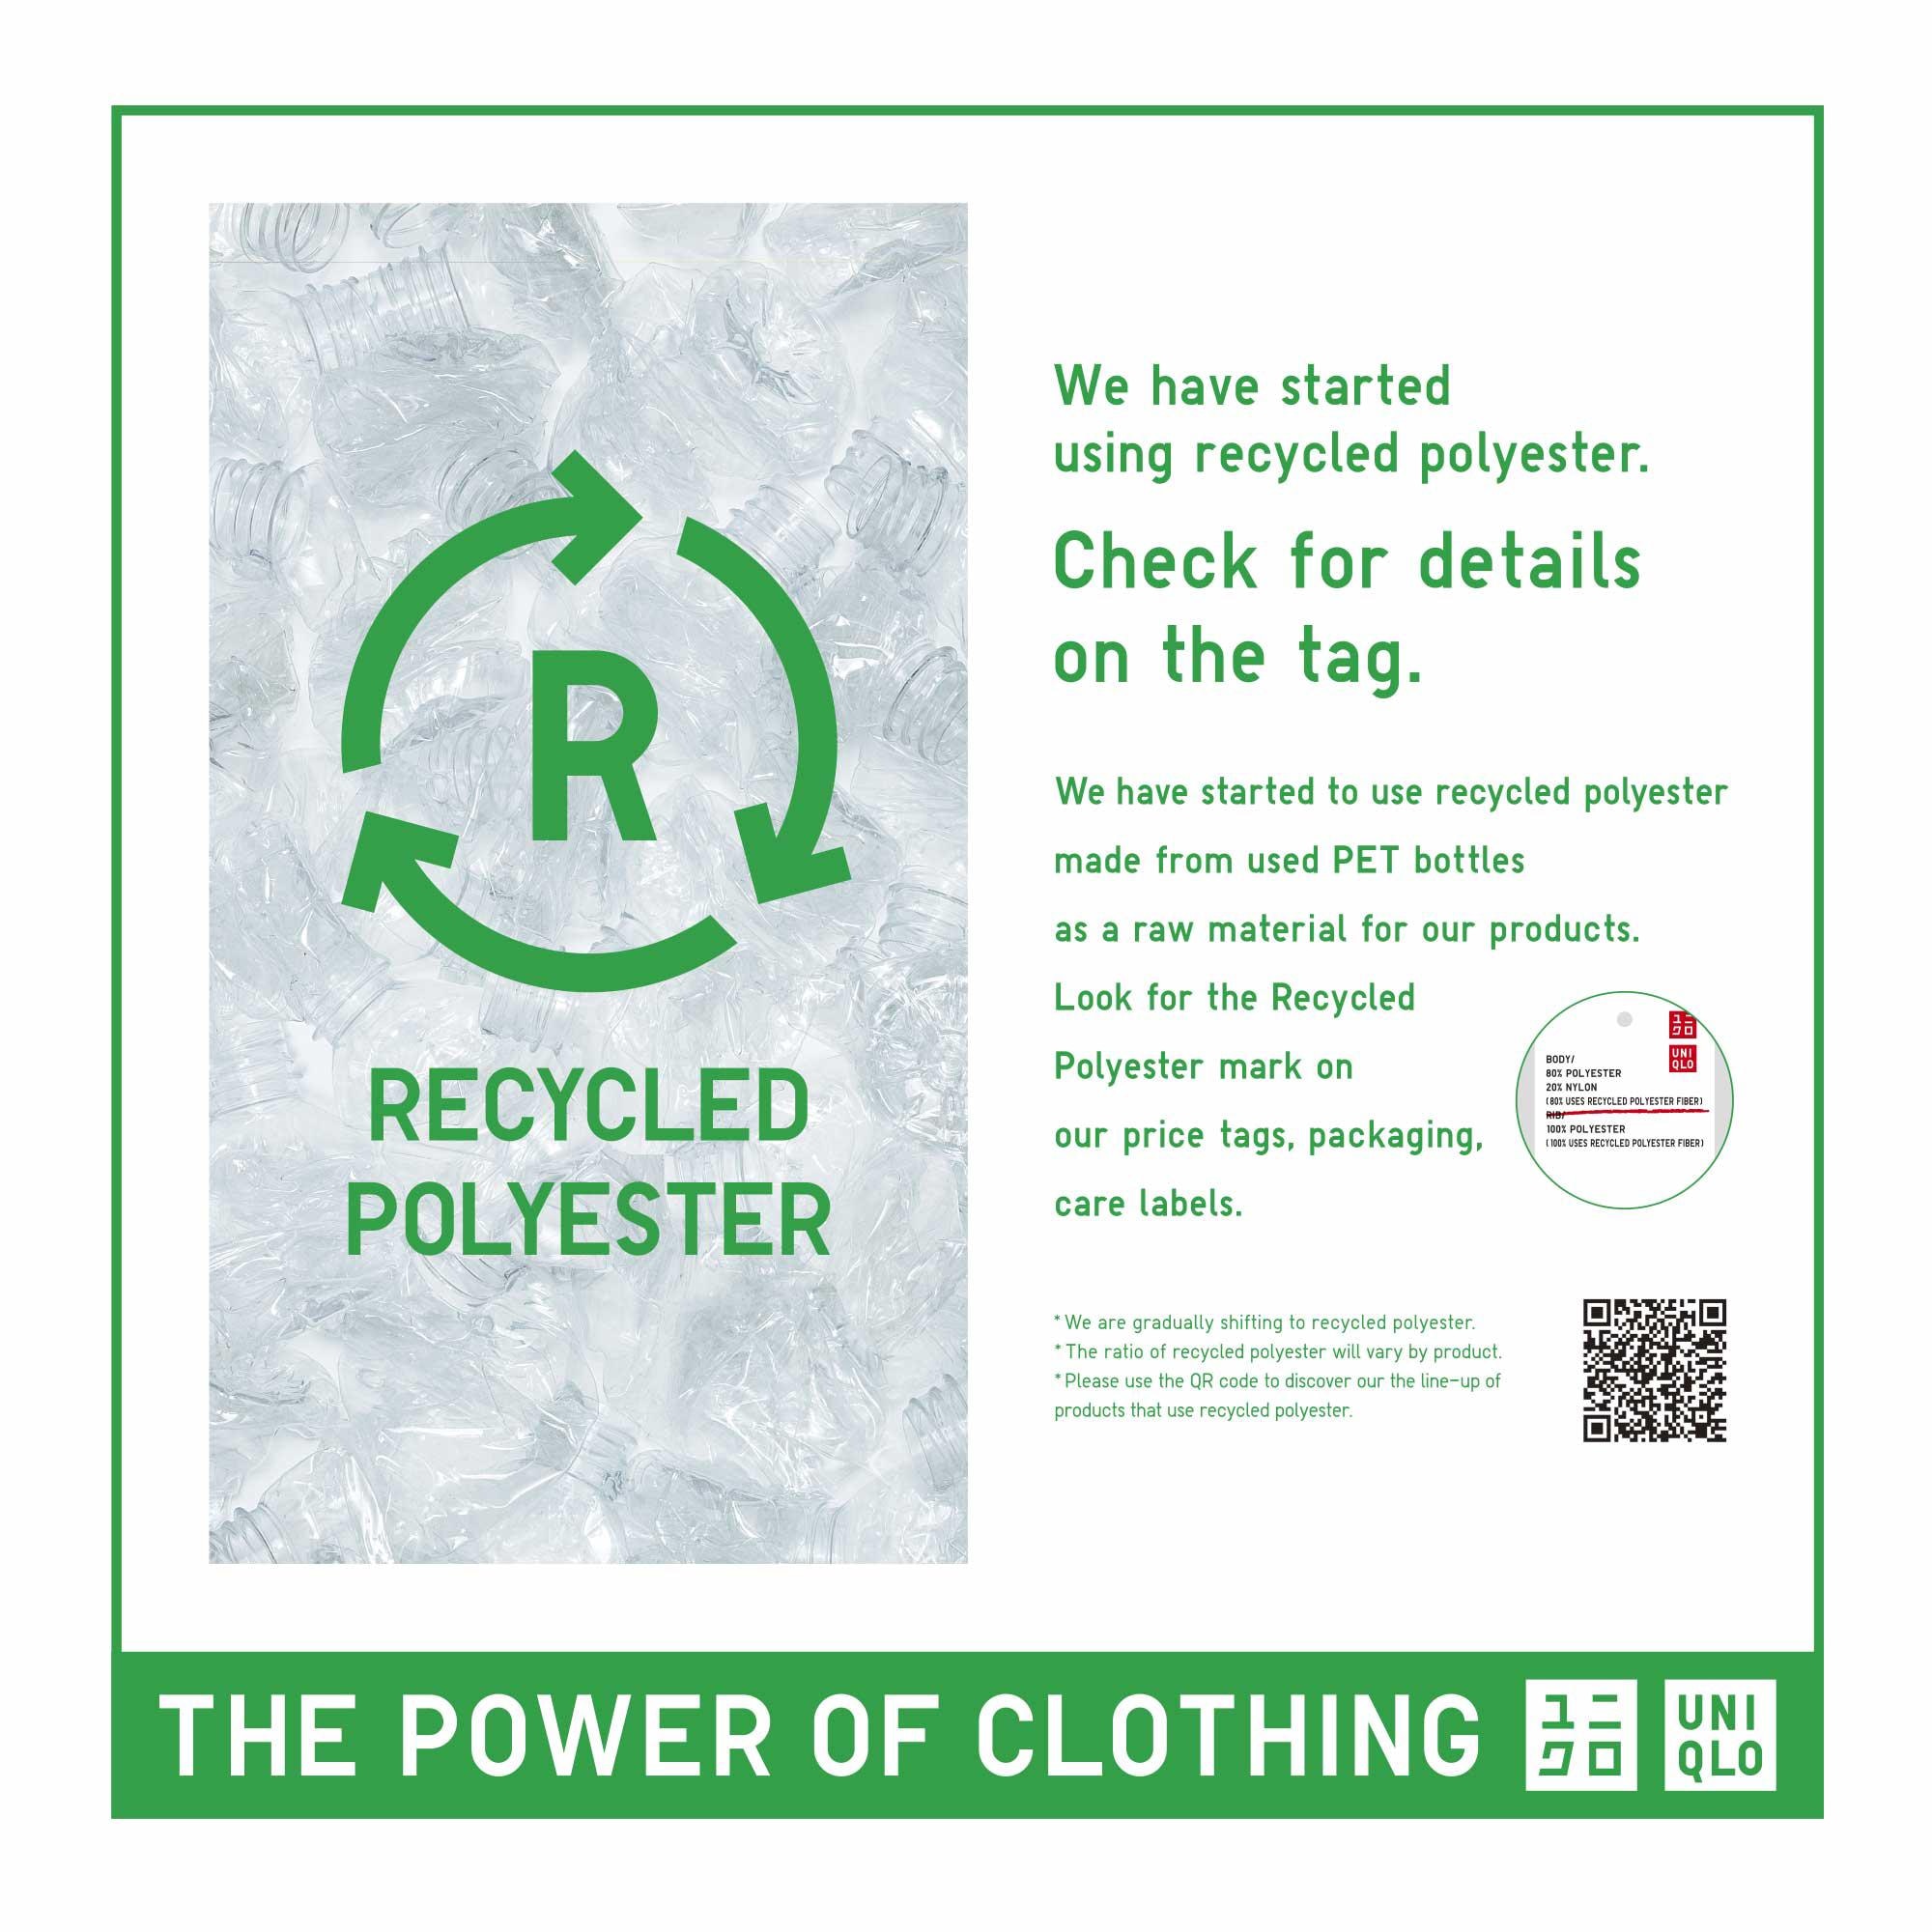 R
RECYCLED
POLYESTER
We have started
using recycled polyester.
Check for details
on the tag.
We have started to use recycled polyester
made from used PET bottles
as a raw material for our products.
Look for the Recycled
Polyester mark on
our price tags, packaging,
care labels.
ユニ
クロ
UNI
QLO
BODY/
80% POLYESTER
20% NYLON
(80% USES RECYCLED POLYESTER FIBER)
RIB/
100% POLYESTER
(100% USES RECYCLED POLYESTER FIBER)
* We are gradually shifting to recycled polyester.
* The ratio of recycled polyester will vary by product.
* Please use the QR code to discover our the line-up of
products that use recycled polyester.
THE POWER OF CLOTHING
ユニ
クロ
UNI
QLO